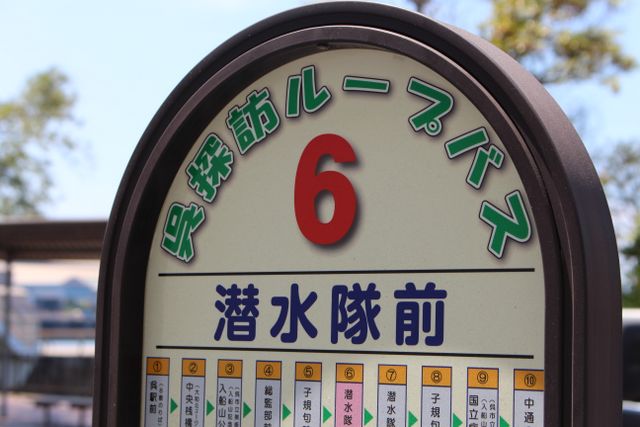 呉探訪ループバス
6
潜水隊前
① ② ③ ④ ⑤ ⑥ ⑦ ⑧ ⑨ ⑩
呉駅前
中央桟橋
入船山公
総監部前
子規句
潜水隊
潜水隊
子規句
国立病
中通